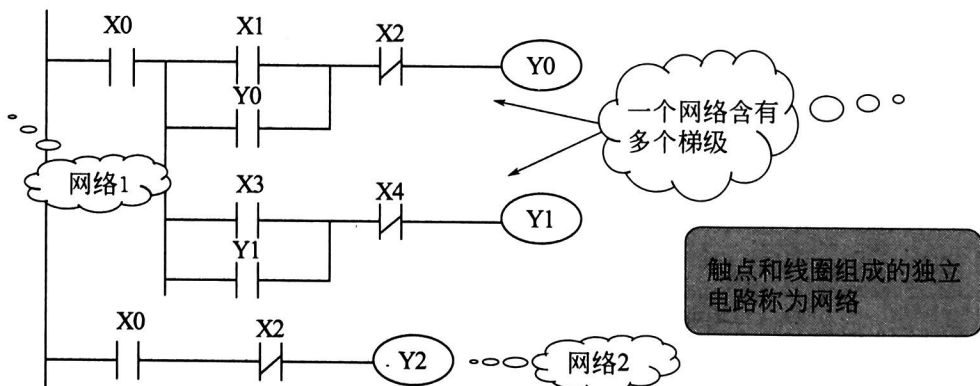 X0 X1 X2 Y0
Y0
一个网络含有
多个梯级
网络1
X3 X4 Y1
Y1
触点和线圈组成的独立
电路称为网络
X0 X2 Y2 网络2